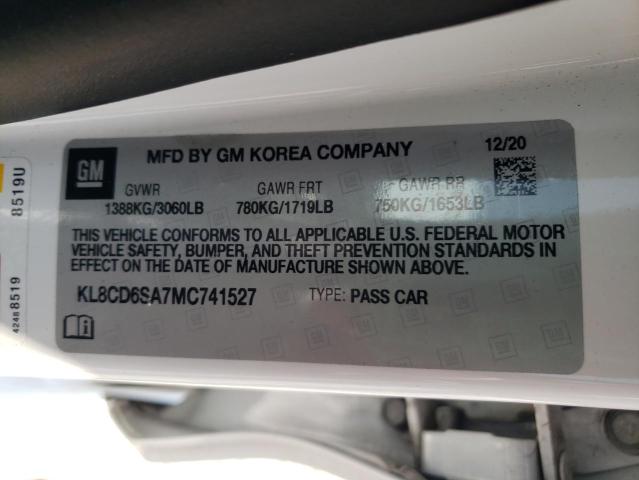 GM
MFD BY GM KOREA COMPANY
12/20
GVWR
GAWR FRT
GAWR RR
1388KG/3060LB
780KG/1719LB
750KG/1653LB
THIS VEHICLE CONFORMS TO ALL APPLICABLE U.S. FEDERAL MOTOR
VEHICLE SAFETY, BUMPER, AND THEFT PREVENTION STANDARDS IN
EFFECT ON THE DATE OF MANUFACTURE SHOWN ABOVE.
KL8CD6SA7MC741527
TYPE: PASS CAR
8519U
42488519